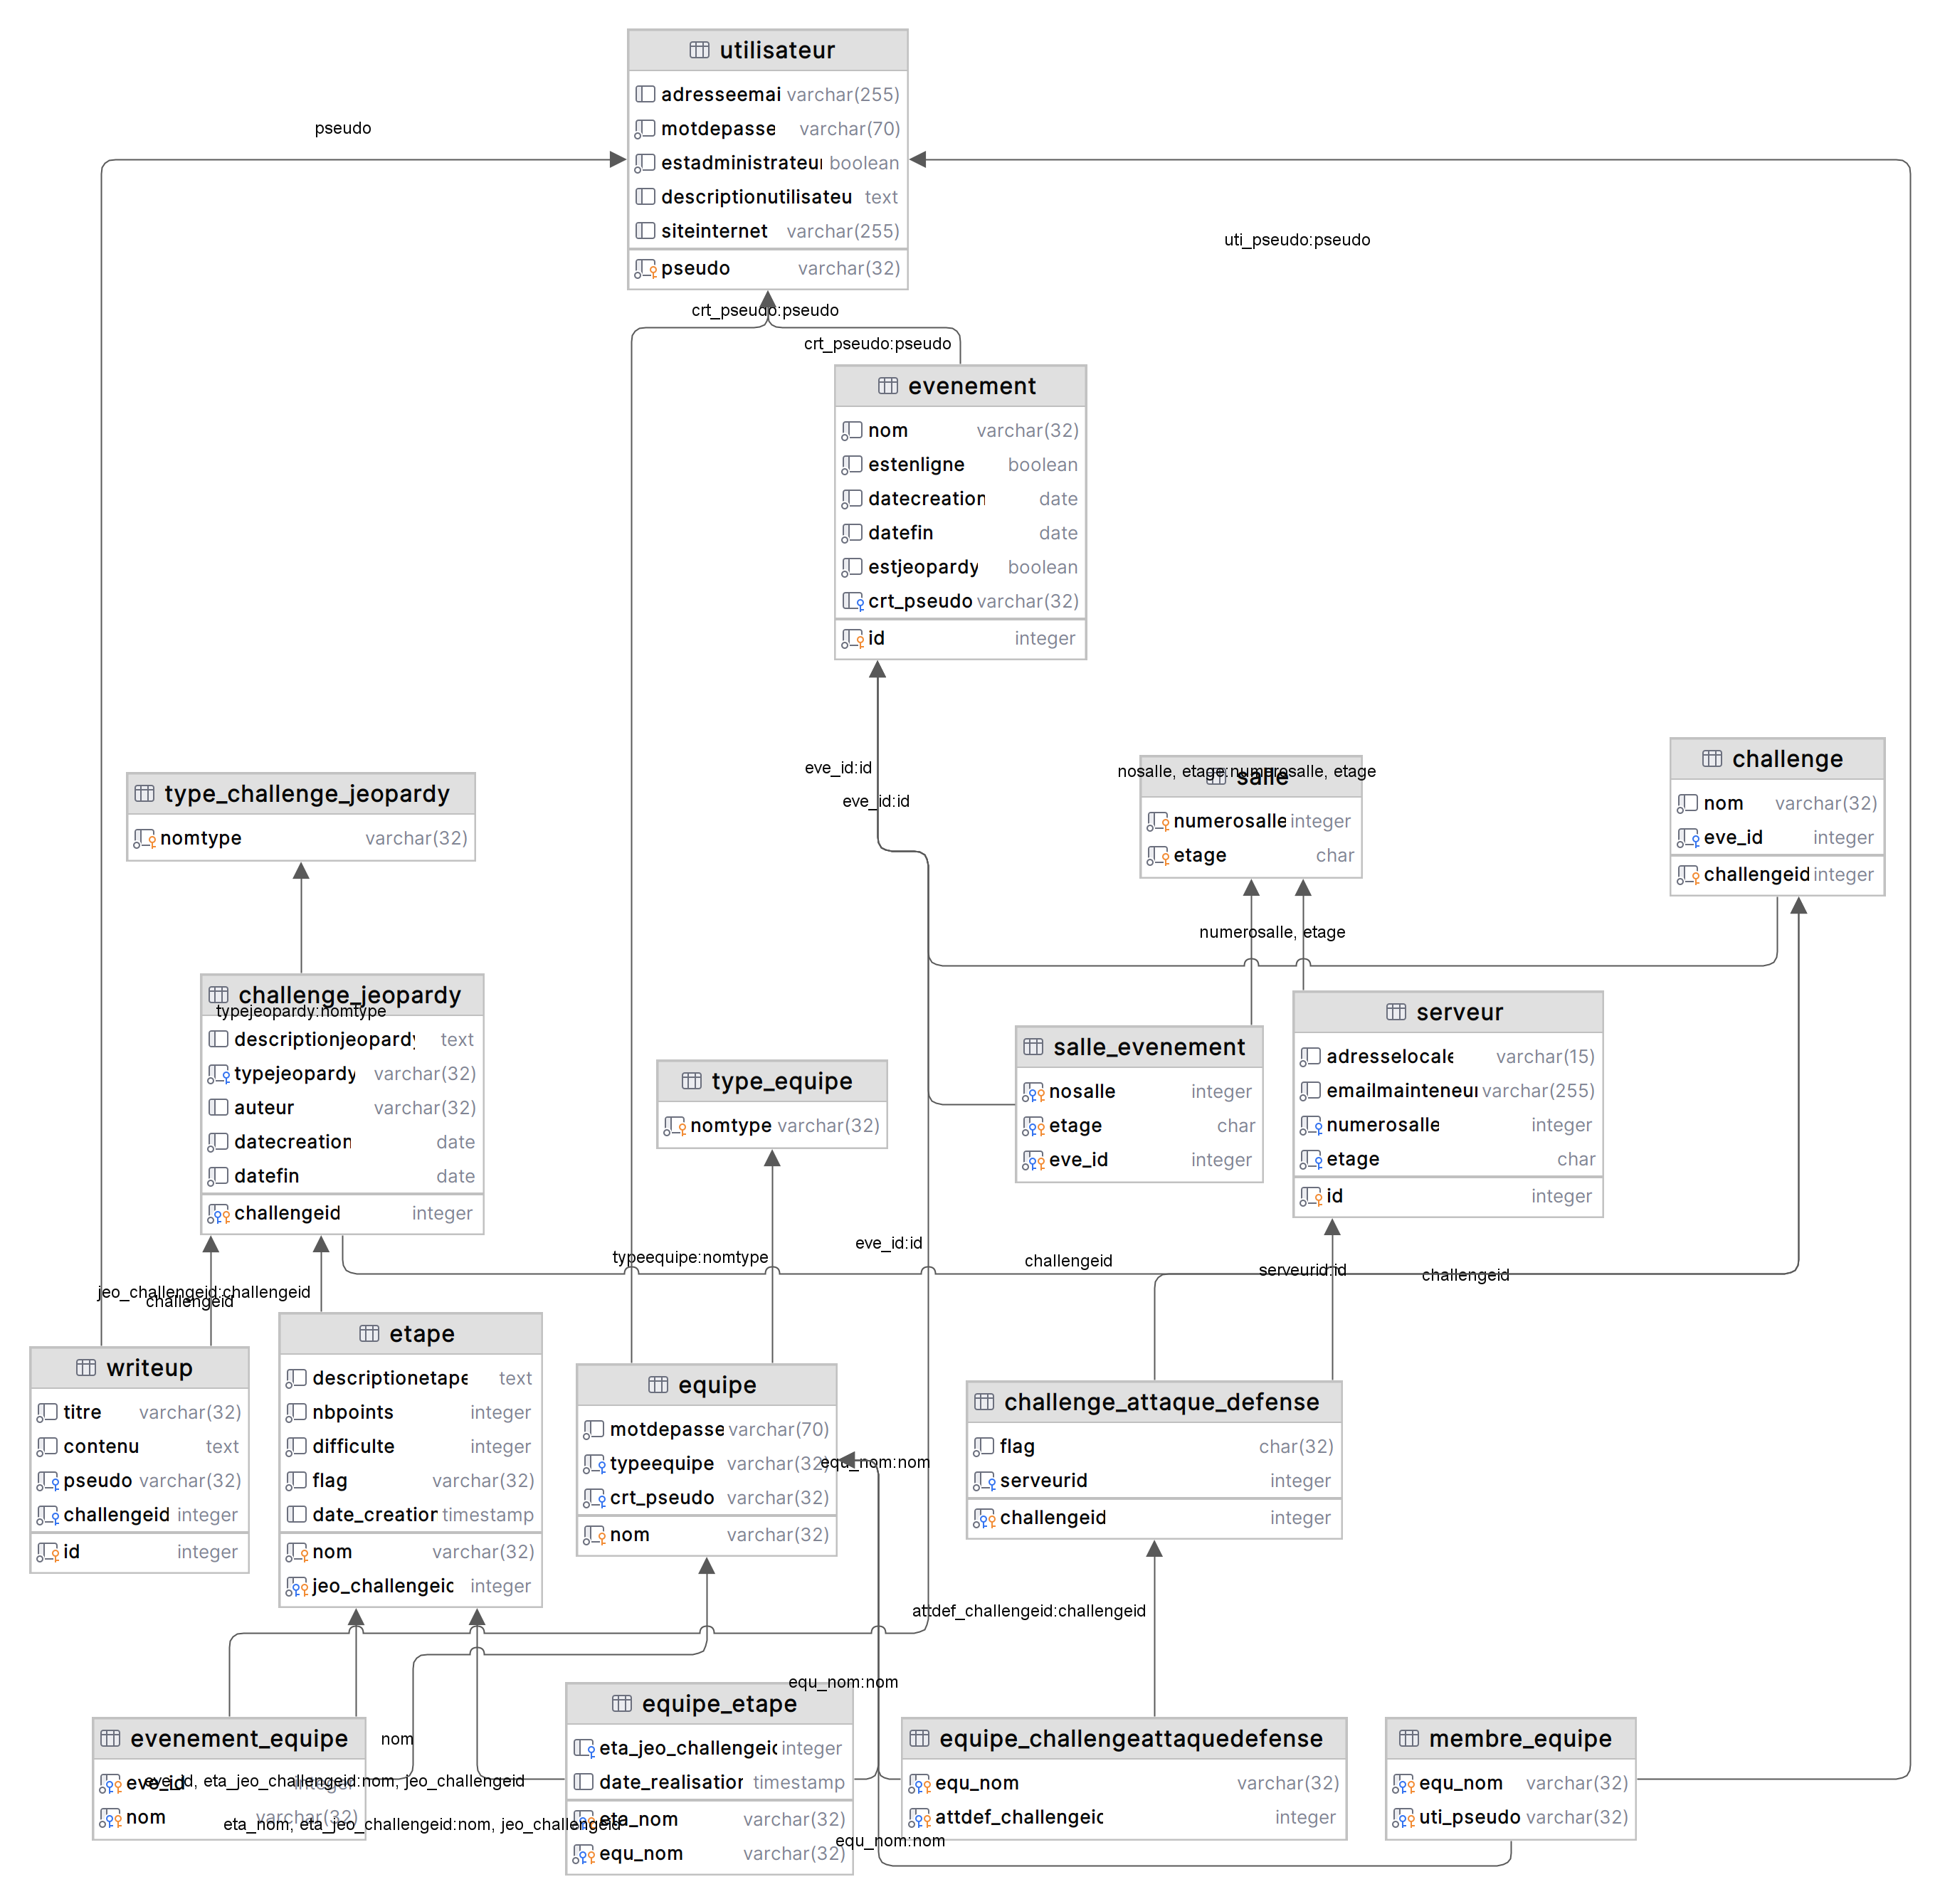 utilisateur
adresseemai varchar(255)
motdepasse varchar(70)
estadministrateu boolean
descriptionutilisateu text
siteinternet varchar(255)
pseudo varchar(32)
pseudo
uti_pseudo:pseudo
crt_pseudo:pseudo
crt_pseudo:pseudo
evenement
nom varchar(32)
estenligne boolean
datecreation date
datefin date
estjeopardy boolean
crt_pseudo varchar(32)
id integer
eve_id:id
eve_id:id
type_challenge_jeopardy
nomtype varchar(32)
nosalle, etage:numerosalle, etage
salle
numerosalle integer
etage char
challenge
nom varchar(32)
eve_id integer
challengeid integer
numerosalle, etage
challenge_jeopardy
typejeopardy:nomtype
descriptionjeopardy text
typejeopardy varchar(32)
auteur varchar(32)
datecreation date
datefin date
challengeid integer
type_equipe
nomtype varchar(32)
salle_evenement
nosalle integer
etage char
eve_id integer
serveur
adresselocale varchar(15)
emailmainteneur varchar(255)
numerosalle integer
etage char
id integer
eve_id:id
typeequipe:nomtype
challengeid
serveurid:id
challengeid
jeo_challengeid:challengeid
challengeid
writeup
titre varchar(32)
contenu text
pseudo varchar(32)
challengeid integer
id integer
etape
descriptionetape text
nbpoints integer
difficulte integer
flag varchar(32)
date_creation timestamp
nom varchar(32)
jeo_challengeid integer
equipe
motdepasse varchar(70)
typeequipe varchar(32)
crt_pseudo varchar(32)
nom varchar(32)
equ_nom:nom
challenge_attaque_defense
flag char(32)
serveurid integer
challengeid integer
attdef_challengeid:challengeid
equ_nom:nom
nom
evenement_equipe
eve_id integer
nom varchar(32)
eta_jeo_challengeid:nom, jeo_challengeid
eta_nom, eta_jeo_challengeid:nom, jeo_challengeid
equipe_etape
eta_jeo_challengeid integer
date_realisation timestamp
eta_nom varchar(32)
equ_nom varchar(32)
equ_nom:nom
equipe_challengeattaquedefense
equ_nom varchar(32)
attdef_challengeid integer
membre_equipe
equ_nom varchar(32)
uti_pseudo varchar(32)